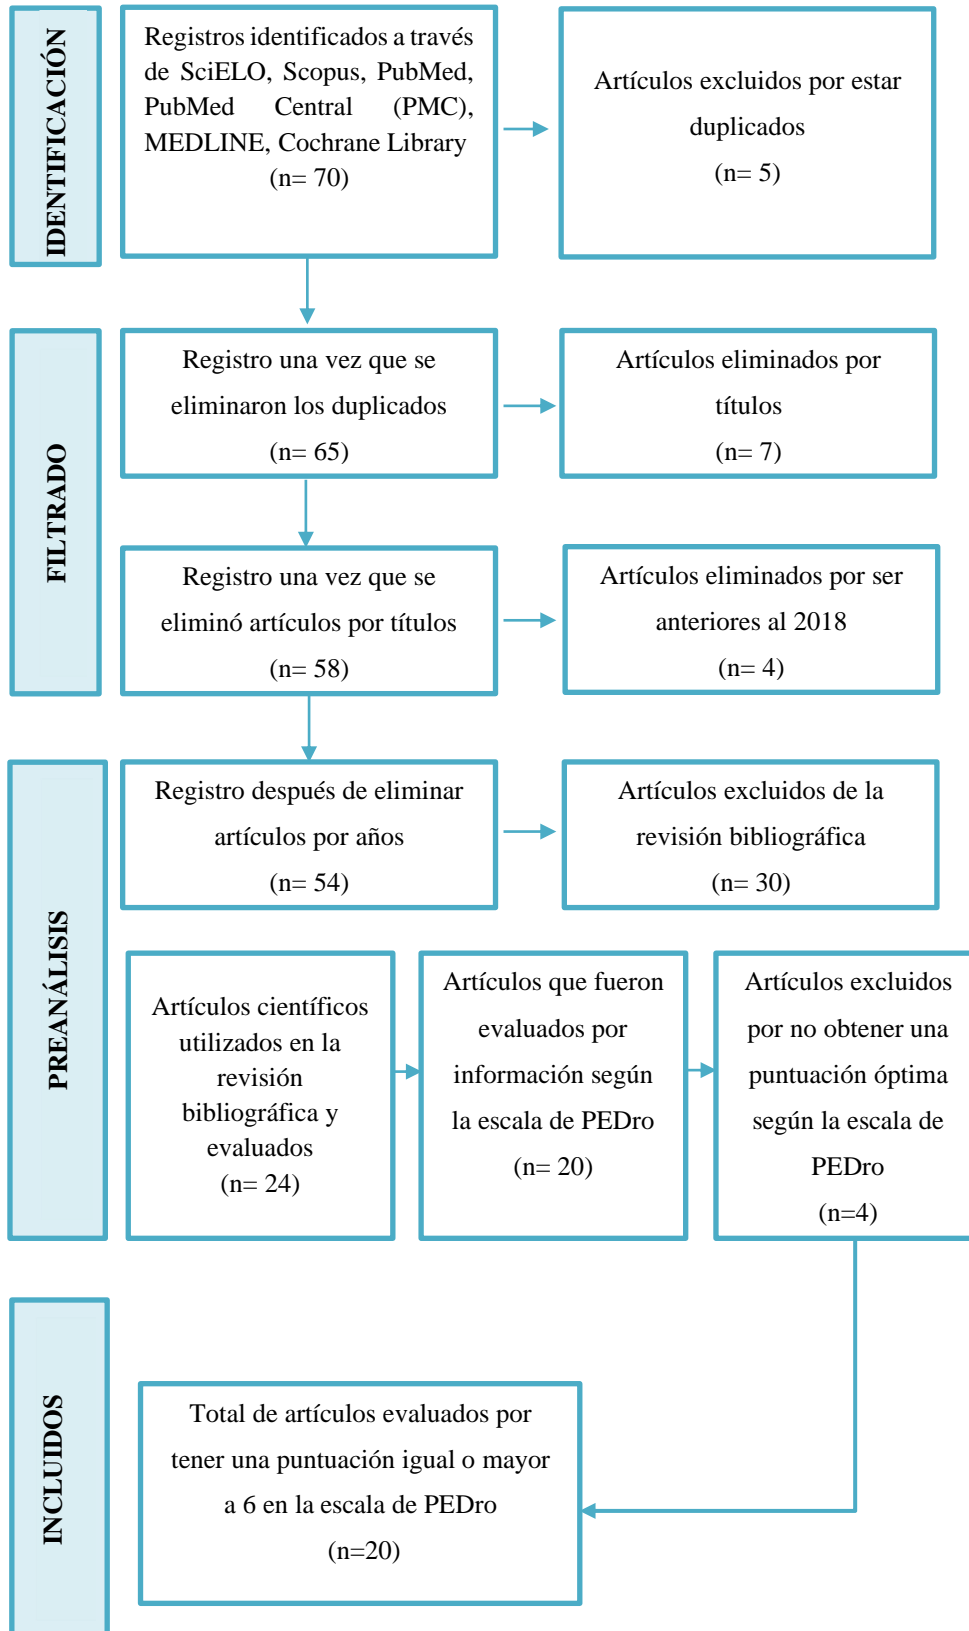 IDENTIFICACIÓN
Registros identificados a través
de SciELO, Scopus, PubMed,
PubMed Central (PMC),
MEDLINE, Cochrane Library
(n= 70)
Artículos excluidos por estar
duplicados
(n= 5)
FILTRADO
Registro una vez que se
eliminaron los duplicados
(n= 65)
Artículos eliminados por
títulos
(n= 7)
Registro una vez que se
eliminó artículos por títulos
(n= 58)
Artículos eliminados por ser
anteriores al 2018
(n= 4)
PREANÁLISIS
Registro después de eliminar
artículos por años
(n= 54)
Artículos excluidos de la
revisión bibliográfica
(n= 30)
Artículos científicos
utilizados en la
revisión
bibliográfica y
evaluados
(n= 24)
Artículos que fueron
evaluados por
información según
la escala de PEDro
(n= 20)
Artículos excluidos
por no obtener una
puntuación óptima
según la escala de
PEDro
(n=4)
INCLUIDOS
Total de artículos evaluados por
tener una puntuación igual o mayor
a 6 en la escala de PEDro
(n=20)